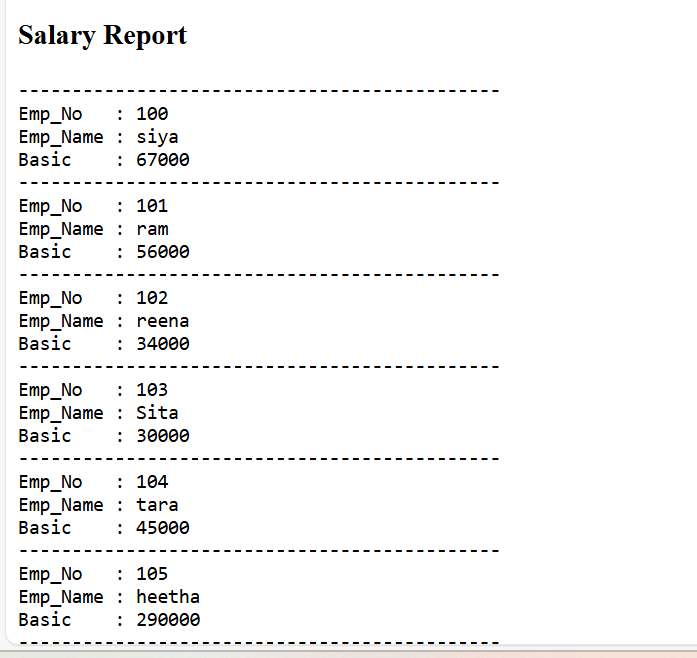 Salary Report
---------------------------------------------
Emp_No   : 100
Emp_Name : siya
Basic    : 67000
---------------------------------------------
Emp_No   : 101
Emp_Name : ram
Basic    : 56000
---------------------------------------------
Emp_No   : 102
Emp_Name : reena
Basic    : 34000
---------------------------------------------
Emp_No   : 103
Emp_Name : Sita
Basic    : 30000
---------------------------------------------
Emp_No   : 104
Emp_Name : tara
Basic    : 45000
---------------------------------------------
Emp_No   : 105
Emp_Name : heetha
Basic    : 290000
---------------------------------------------